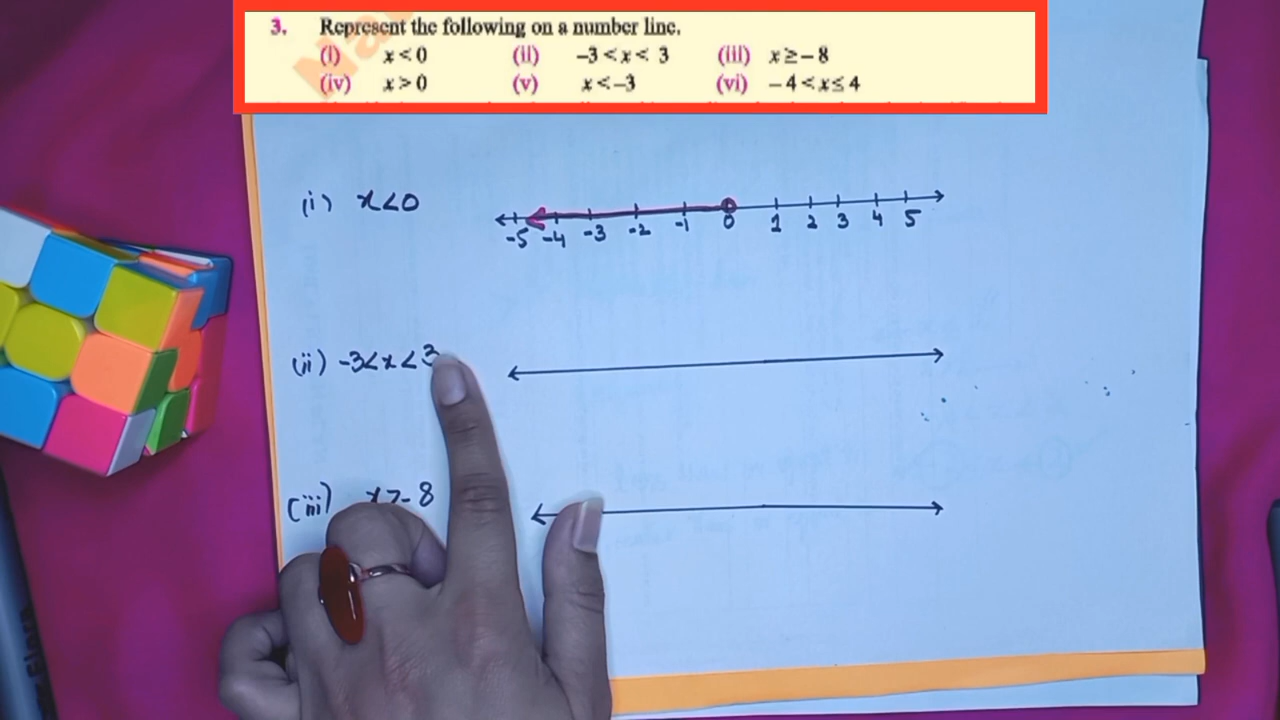 3. Represent the following on a number line.
(i) x < 0 (ii) –3 < x < 3 (iii) x ≥ – 8
(iv) x > 0 (v) x < –3 (vi) – 4 < x ≤ 4
(i) x<0
-5 -4 -3 -2 -1 0 1 2 3 4 5
(ii) -3<x<3
(iii) x>-8